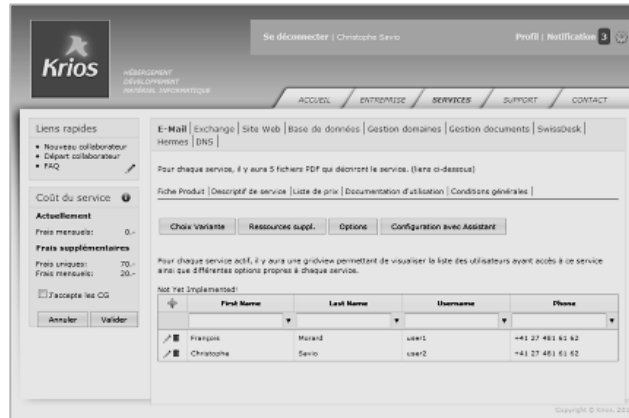 Se déconnecter | Christophe Savio
Profil | Notification 3
Krios
HÉBERGEMENT
DÉVELOPPEMENT
MATÉRIEL INFORMATIQUE
ACCUEIL / ENTREPRISE / SERVICES / SUPPORT / CONTACT
Liens rapides
Nouveau collaborateur
Départ collaborateur
FAQ
Coût du service
Actuellement
Frais mensuels: 0.-
Frais supplémentaires
Frais uniques: 70.-
Frais mensuels: 20.-
J'accepte les CG
Annuler Valider
E-Mail | Exchange | Site Web | Base de données | Gestion domaines | Gestion documents | SwissDesk |
Hermes | DNS |
Pour chaque service, il y aura 5 fichiers PDF qui décriront le service. (liens ci-dessous)
Fiche Produit | Descriptif de service | Liste de prix | Documentation d'utilisation | Conditions générales |
Choix Variante Ressources suppl. Options Configuration avec Assistant
Pour chaque service actif, il y aura une gridview permettant de visualiser la liste des utilisateurs ayant accès à ce service
ainsi que différentes options propres à chaque service.
Not Yet Implemented!
First Name Last Name Username Phone
François Morard user1 +41 27 481 61 62
Christophe Savio user2 +41 27 481 61 62
Copyright © Krios,